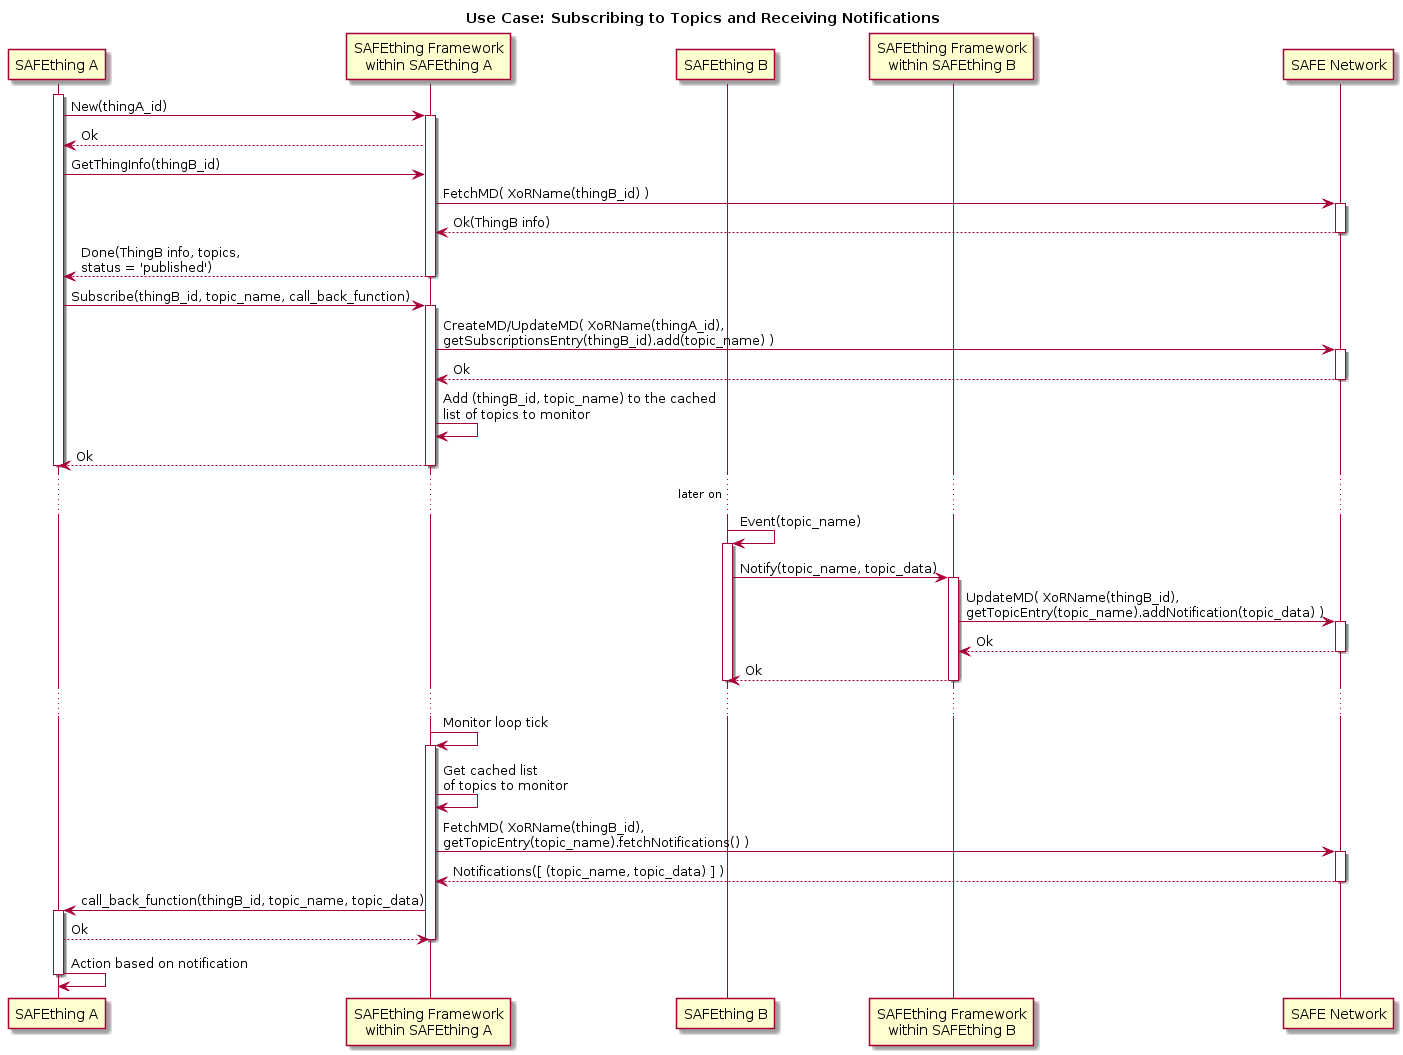 Use Case: Subscribing to Topics and Receiving Notifications
SAFEthing A
SAFEthing Framework
within SAFEthing A
SAFEthing B
SAFEthing Framework
within SAFEthing B
SAFE Network
New(thingA_id)
Ok
GetThingInfo(thingB_id)
FetchMD( XoRName(thingB_id) )
Ok(ThingB info)
Done(ThingB info, topics,
status = 'published')
Subscribe(thingB_id, topic_name, call_back_function)
CreateMD/UpdateMD( XoRName(thingA_id),
getSubscriptionsEntry(thingB_id).add(topic_name) )
Ok
Add (thingB_id, topic_name) to the cached
list of topics to monitor
Ok
later on
Event(topic_name)
Notify(topic_name, topic_data)
UpdateMD( XoRName(thingB_id),
getTopicEntry(topic_name).addNotification(topic_data) )
Ok
Ok
Monitor loop tick
Get cached list
of topics to monitor
FetchMD( XoRName(thingB_id),
getTopicEntry(topic_name).fetchNotifications() )
Notifications([ (topic_name, topic_data) ] )
call_back_function(thingB_id, topic_name, topic_data)
Ok
Action based on notification
SAFEthing A
SAFEthing Framework
within SAFEthing A
SAFEthing B
SAFEthing Framework
within SAFEthing B
SAFE Network